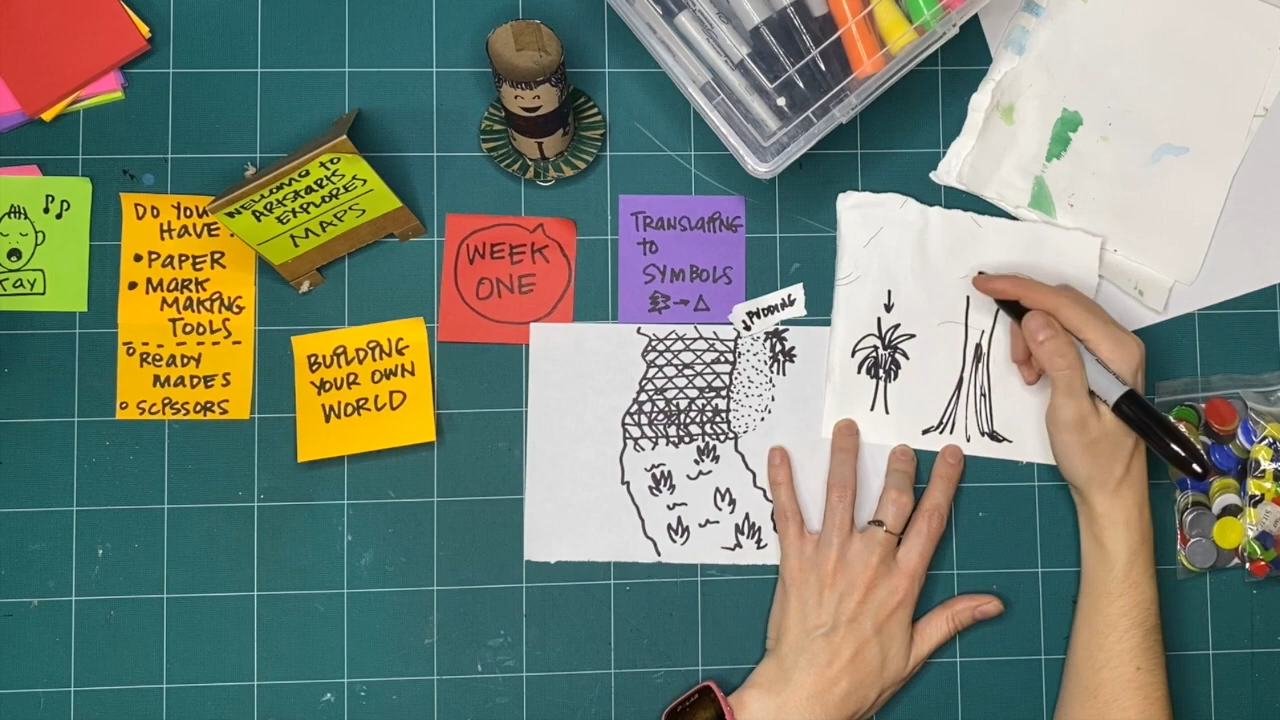 KAY
DO YOU
HAVE
• PAPER
• MARK
MAKING
TOOLS
° READY
MADES
° SCISSORS
WELCOME to
ARTSTARTS
EXPLORES
MAPS
BUILDING
YOUR OWN
WORLD
WEEK
ONE
TRANSLATING
to
SYMBOLS
PUDDING